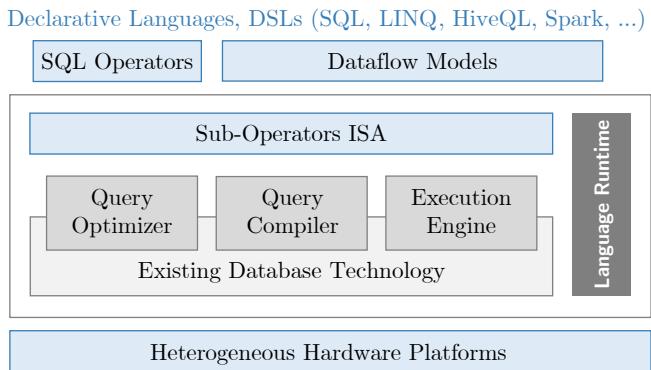 Declarative Languages, DSLs (SQL, LINQ, HiveQL, Spark, ...)
SQL Operators
Dataflow Models
Sub-Operators ISA
Language Runtime
Query
Optimizer
Query
Compiler
Execution
Engine
Existing Database Technology
Heterogeneous Hardware Platforms